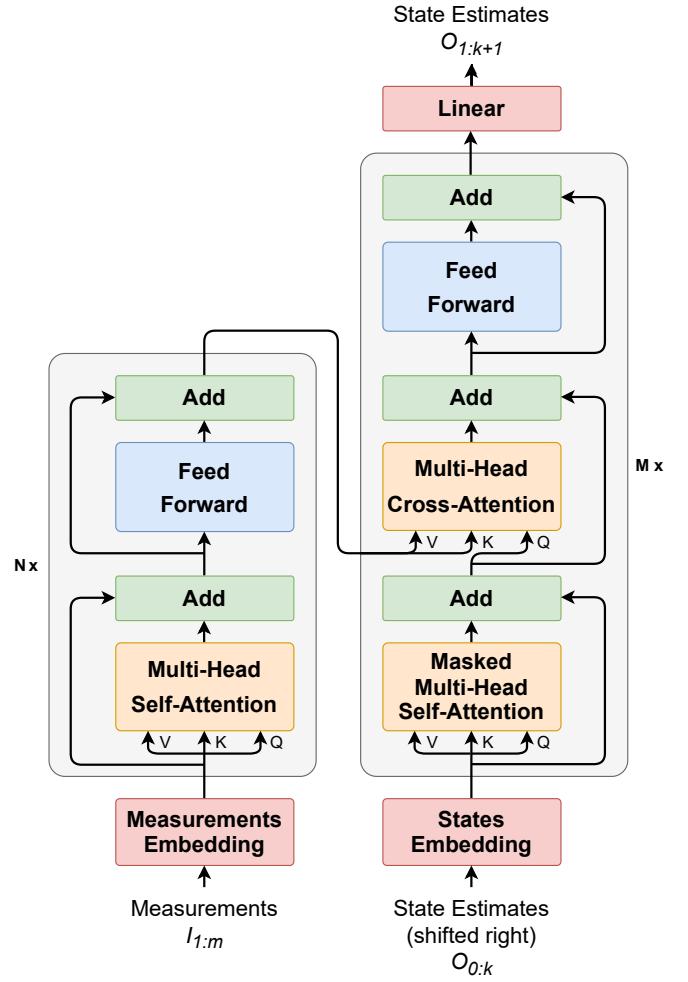 State Estimates
O1:k+1
Linear
Add
Feed
Forward
Add
Multi-Head
Cross-Attention
V K Q
M x
Add
Masked
Multi-Head
Self-Attention
V K Q
States
Embedding
State Estimates
(shifted right)
O0:k
Add
Feed
Forward
N x
Add
Multi-Head
Self-Attention
V K Q
Measurements
Embedding
Measurements
I1:m